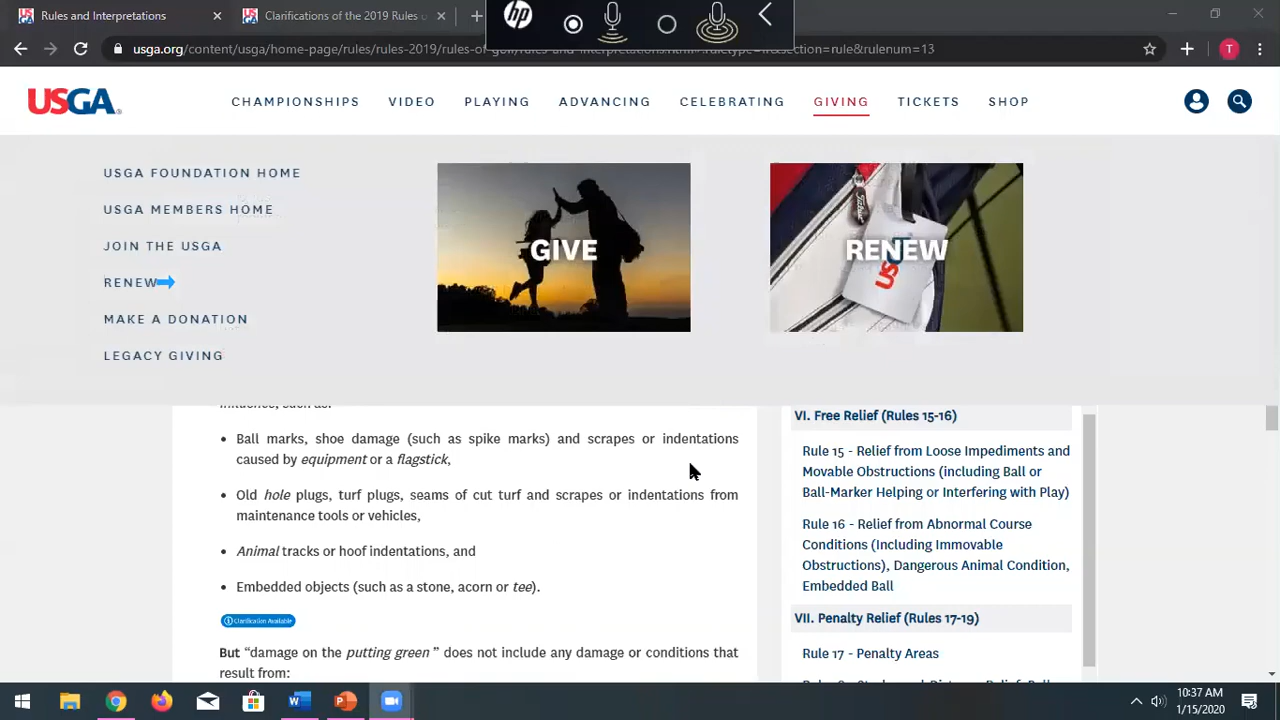 Rules and Interpretations
Clarifications of the 2019 Rules o
hp
usga.org/content/usga/home-page/rules/rules-2019/rules-of-golf/rules-and-interpretations.html#!ruletype=fr&section=rule&rulenum=13
T
USGA
CHAMPIONSHIPS VIDEO PLAYING ADVANCING CELEBRATING GIVING TICKETS SHOP
USGA FOUNDATION HOME
USGA MEMBERS HOME
JOIN THE USGA
RENEW
MAKE A DONATION
LEGACY GIVING
GIVE
Titleist
RENEW
US
influence, such as:
• Ball marks, shoe damage (such as spike marks) and scrapes or indentations
caused by equipment or a flagstick,
• Old hole plugs, turf plugs, seams of cut turf and scrapes or indentations from
maintenance tools or vehicles,
• Animal tracks or hoof indentations, and
• Embedded objects (such as a stone, acorn or tee).
Clarification Available
But “damage on the putting green ” does not include any damage or conditions that
result from:
VI. Free Relief (Rules 15-16)
Rule 15 - Relief from Loose Impediments and
Movable Obstructions (including Ball or
Ball-Marker Helping or Interfering with Play)
Rule 16 - Relief from Abnormal Course
Conditions (Including Immovable
Obstructions), Dangerous Animal Condition,
Embedded Ball
VII. Penalty Relief (Rules 17-19)
Rule 17 - Penalty Areas
10:37 AM
1/15/2020